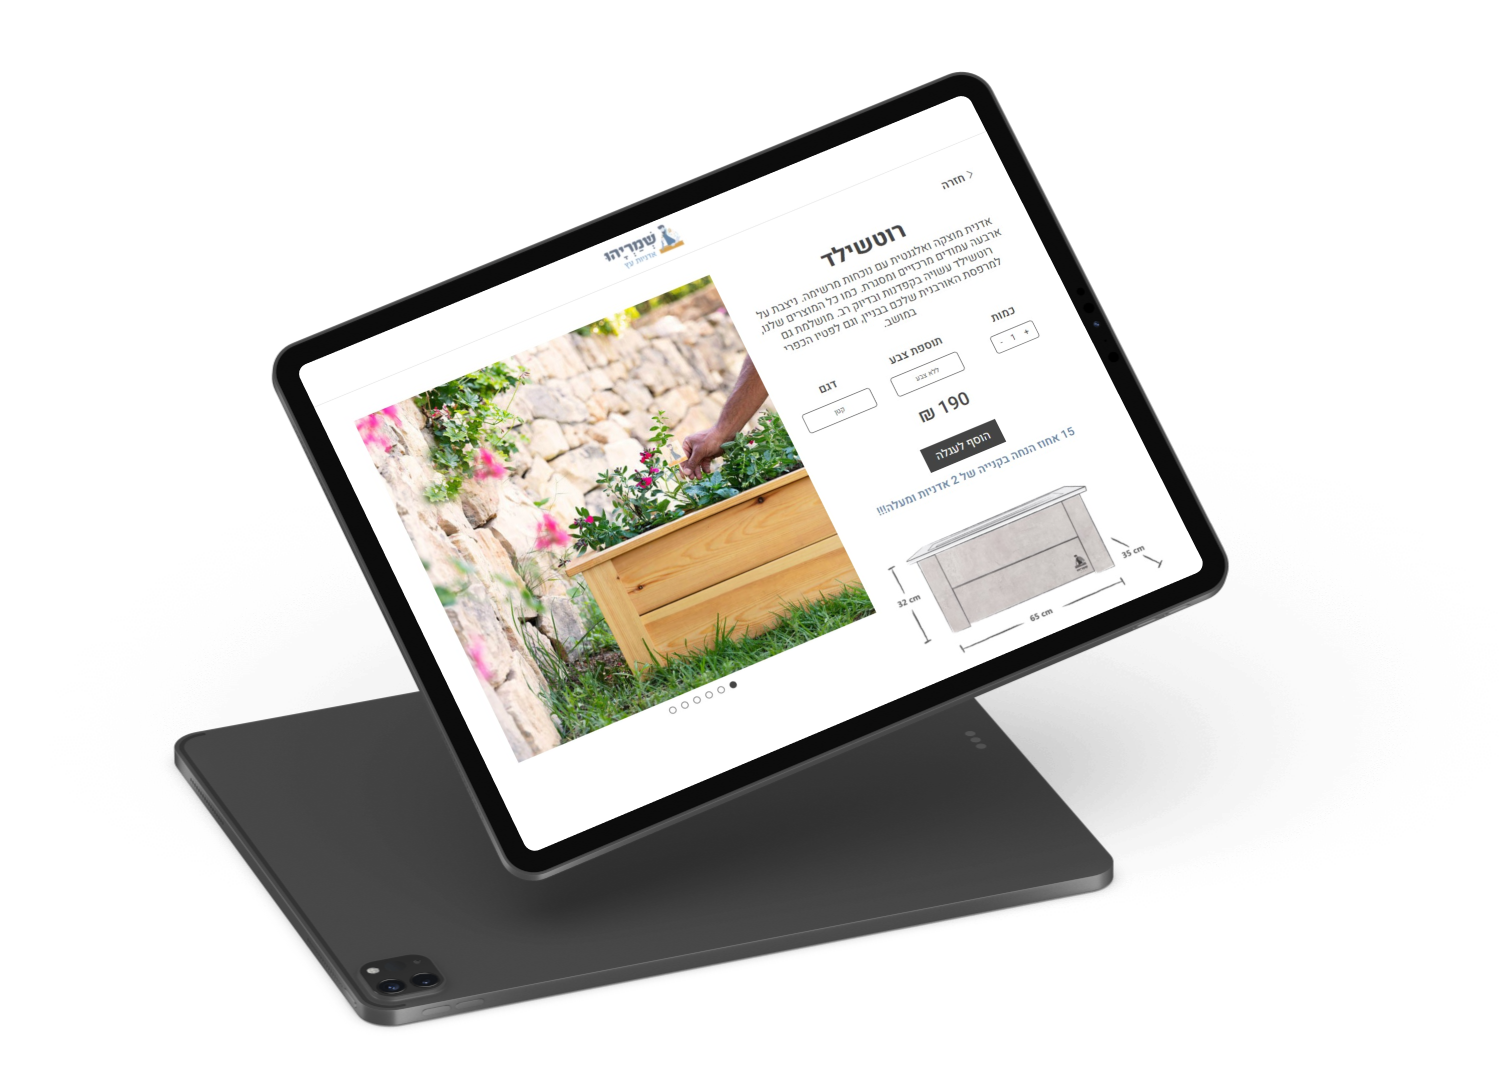 שְׁמַרְיָהוּ
אדניות עץ
חזרה
רוטשילד
אדנית מוצקה ואלגנטית עם נוכחות מרשימה. ניצבת על
ארבעה עמודים מרכזיים ומסגרת. כמו כל המוצרים שלנו,
רוטשילד עשויה בקפדנות ובדיוק רב. מושלמת גם
למרפסת האורבנית שלכם בבניין, וגם לפטיו הכפרי
במושב.
כמות
+ 1 -
תוספת צבע
ללא צבע
דגם
קטן
190 ₪
הוסף לעגלה
15 אחוז הנחה בקנייה של 2 אדניות ומעלה!!!
32 cm
65 cm
35 cm